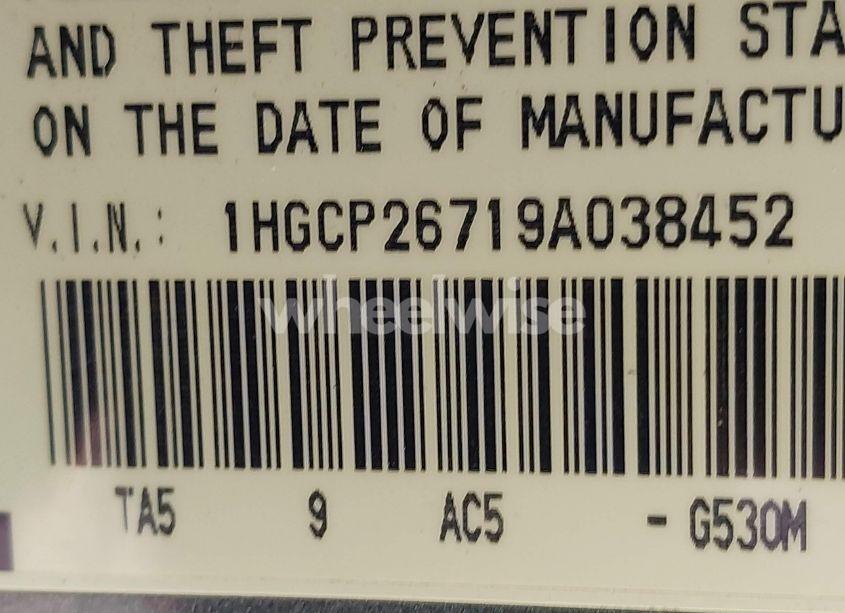 AND THEFT PREVENTION STA
ON THE DATE OF MANUFACTU
V.I.N.: 1HGCP26719A038452
wheelwise
TA5 9 AC5 - G530M